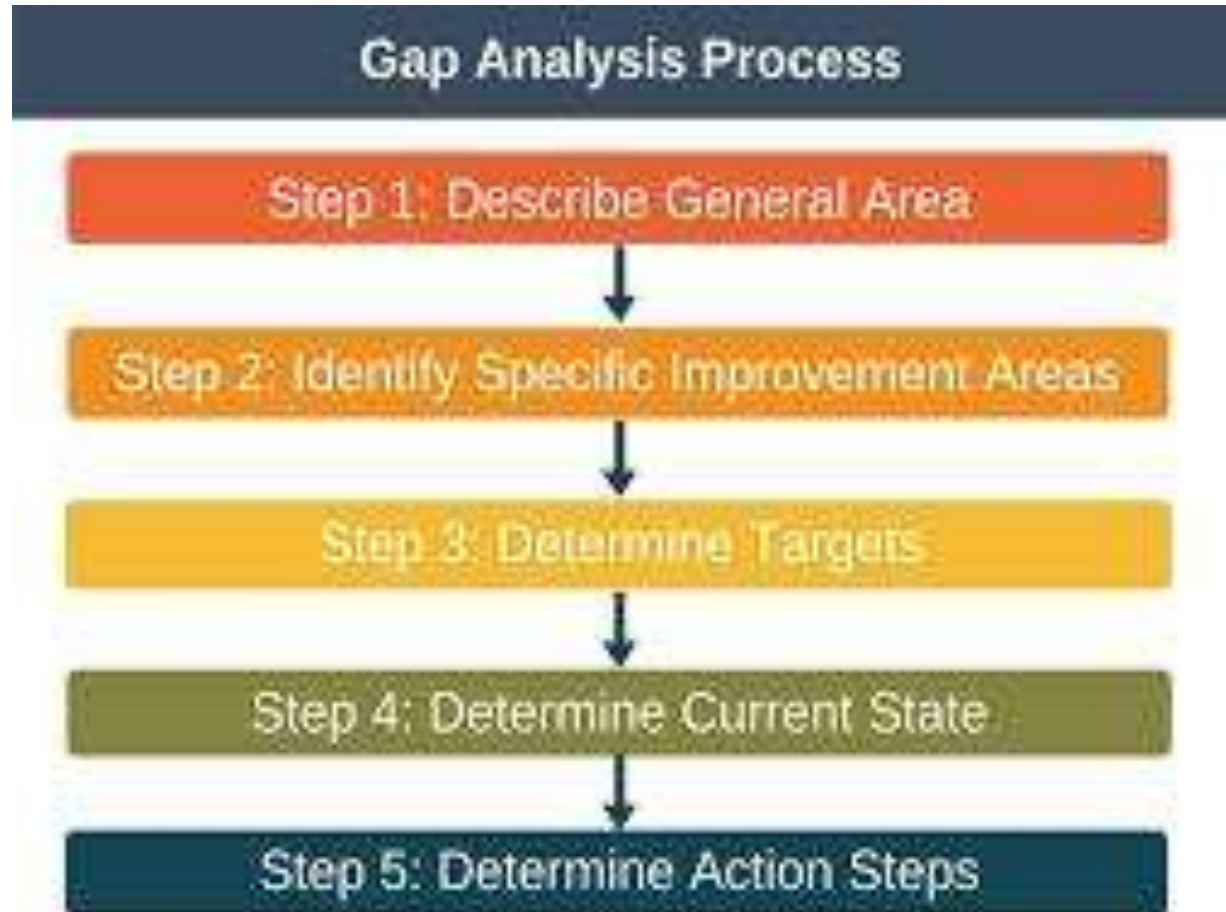 Gap Analysis Process
Step 1: Describe General Area
Step 2: Identify Specific Improvement Areas
Step 3: Determine Targets
Step 4: Determine Current State
Step 5: Determine Action Steps